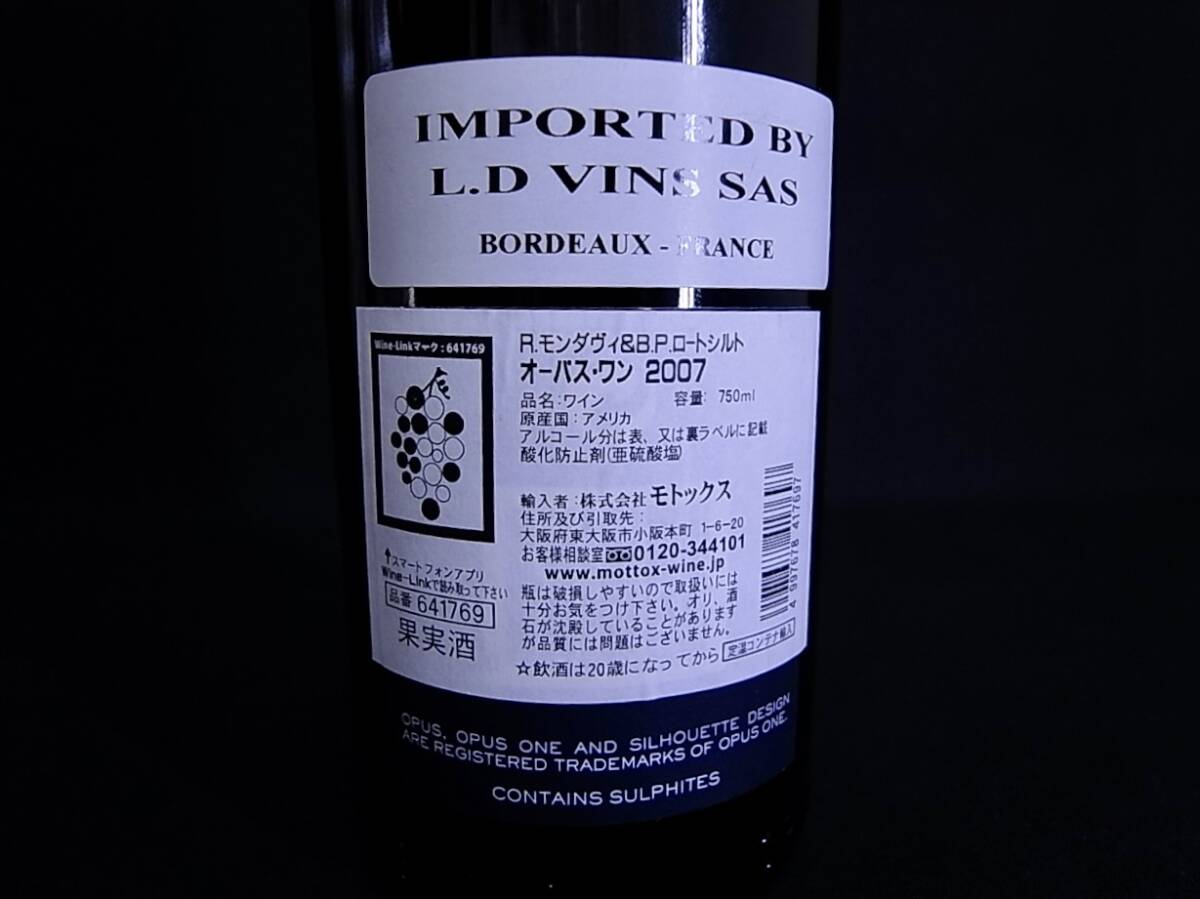 IMPORTED BY
L.D VINS SAS
BORDEAUX - FRANCE
Wine-Linkマーク:641769
↑スマートフォンアプリ
Wine-Linkで読み取って下さい
品番 641769
果実酒
R.モンダヴィ&B.P.ロートシルト
オーパス・ワン 2007
品名:ワイン 容量: 750ml
原産国:アメリカ
アルコール分は表、又は裏ラベルに記載
酸化防止剤(亜硫酸塩)
輸入者:株式会社 モトックス
住所及び引取先:
大阪府東大阪市小阪本町 1-6-20
お客様相談室 0120-344101
www.mottox-wine.jp
瓶は破損しやすいので取扱いには
十分お気をつけ下さい。オリ、酒
石が沈殿していることがあります
が品質には問題はございません。
☆飲酒は20歳になってから 定温コンテナ輸入
4 997678 417697
OPUS, OPUS ONE AND SILHOUETTE DESIGN
ARE REGISTERED TRADEMARKS OF OPUS ONE.
CONTAINS SULPHITES